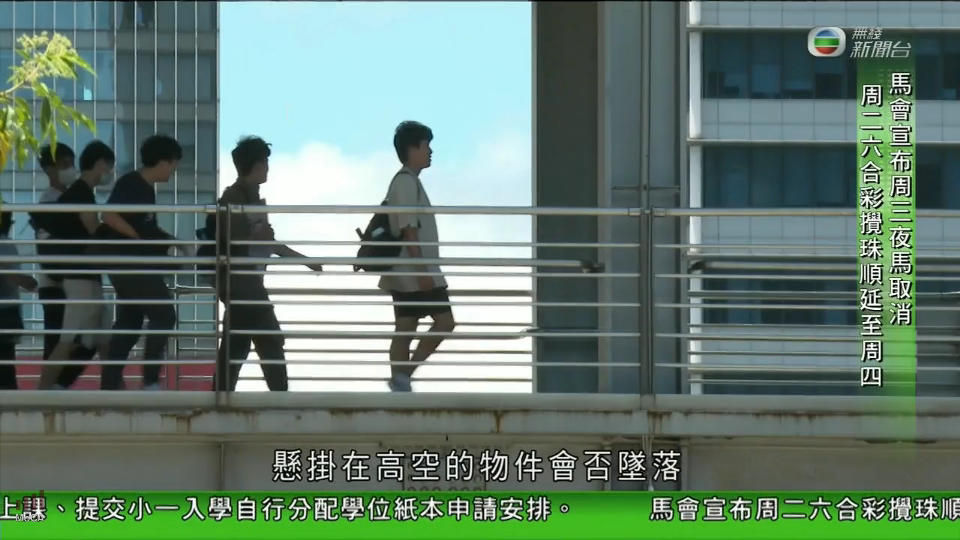 無綫
新聞台
馬會宣布周三夜馬取消
周二六合彩攪珠順延至周四
懸掛在高空的物件會否墜落
上課、提交小一入學自行分配學位紙本申請安排。 馬會宣布周二六合彩攪珠順